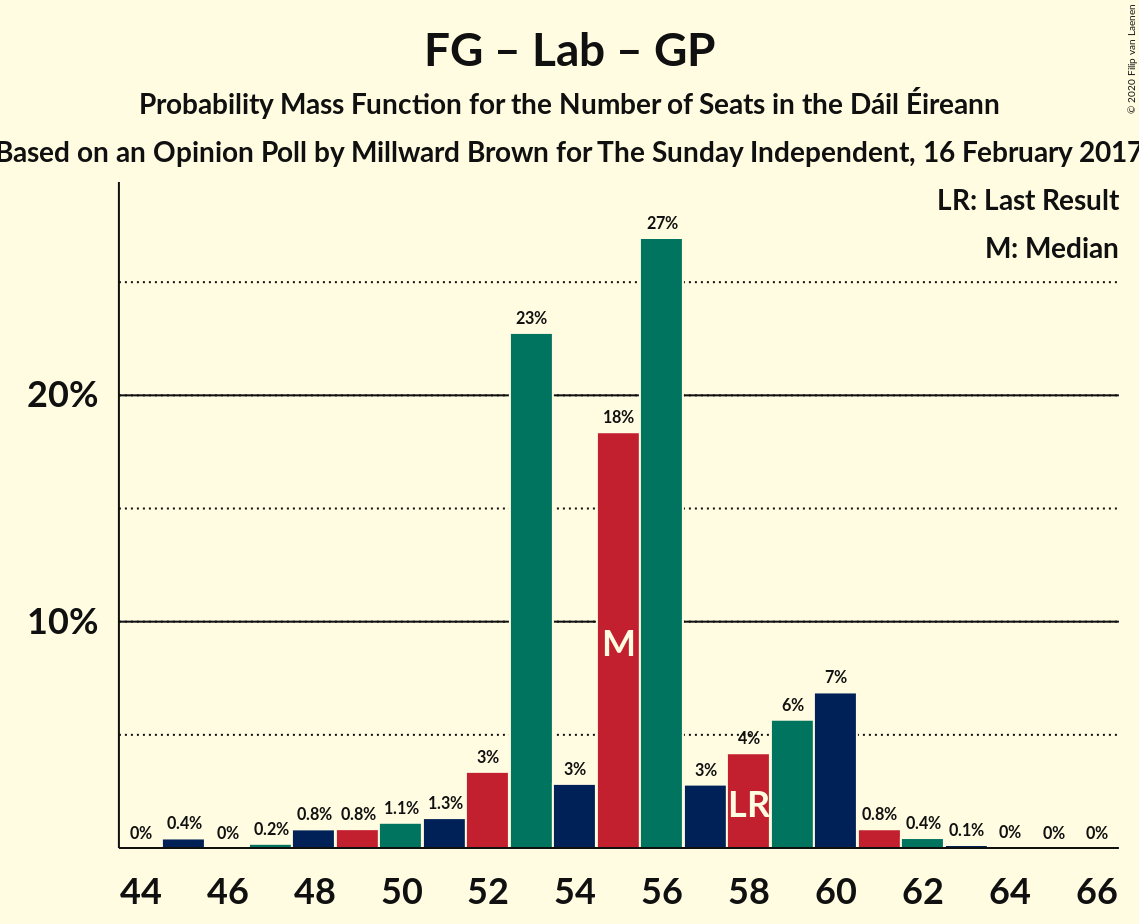 FG – Lab – GP
Probability Mass Function for the Number of Seats in the Dáil Éireann
Based on an Opinion Poll by Millward Brown for The Sunday Independent, 16 February 2017
© 2020 Filip van Laenen
LR: Last Result
M: Median
27%
23%
20%
18%
10%
M
7%
6%
4%
3% 3% 3%
LR
0% 0.4% 0% 0.2% 0.8% 0.8% 1.1% 1.3% 0.8% 0.4% 0.1% 0% 0% 0%
44 46 48 50 52 54 56 58 60 62 64 66